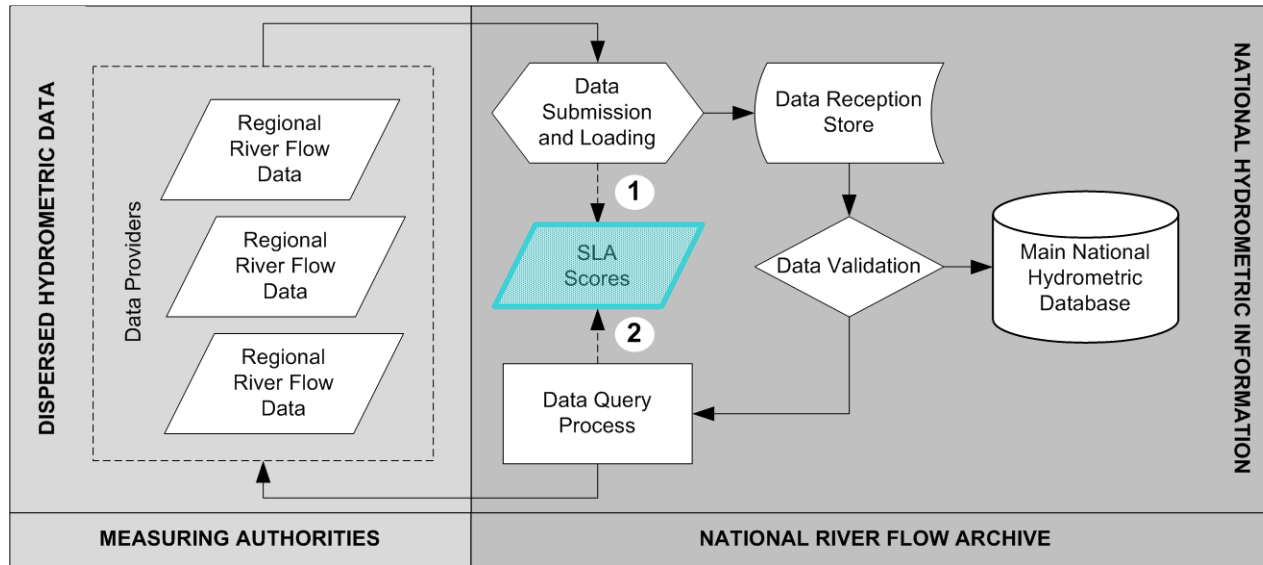 DISPERSED HYDROMETRIC DATA
Data Providers
Regional
River Flow
Data
Regional
River Flow
Data
Regional
River Flow
Data
MEASURING AUTHORITIES
Data
Submission
and Loading
Data Reception
Store
1
SLA
Scores
2
Data Validation
Main National
Hydrometric
Database
Data Query
Process
NATIONAL HYDROMETRIC INFORMATION
NATIONAL RIVER FLOW ARCHIVE